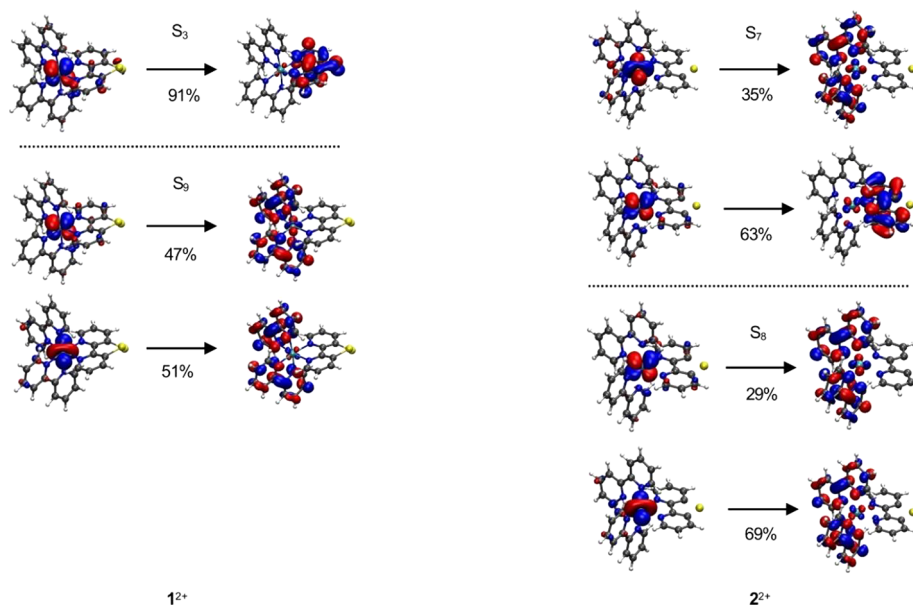 S₃
91%
S₉
47%
51%
1²⁺
S₇
35%
63%
S₈
29%
69%
2²⁺